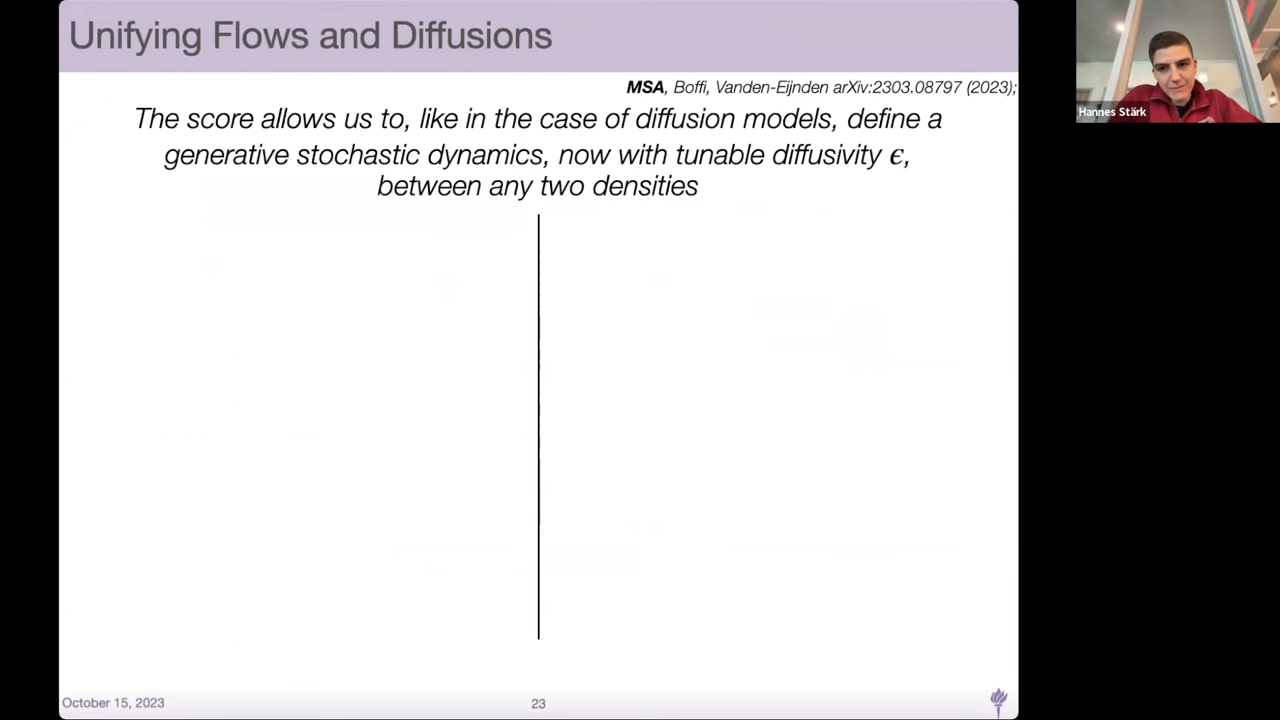 Unifying Flows and Diffusions
MSA, Boffi, Vanden-Eijnden arXiv:2303.08797 (2023);
The score allows us to, like in the case of diffusion models, define a
generative stochastic dynamics, now with tunable diffusivity ϵ,
between any two densities
Hannes Stärk
October 15, 2023
23